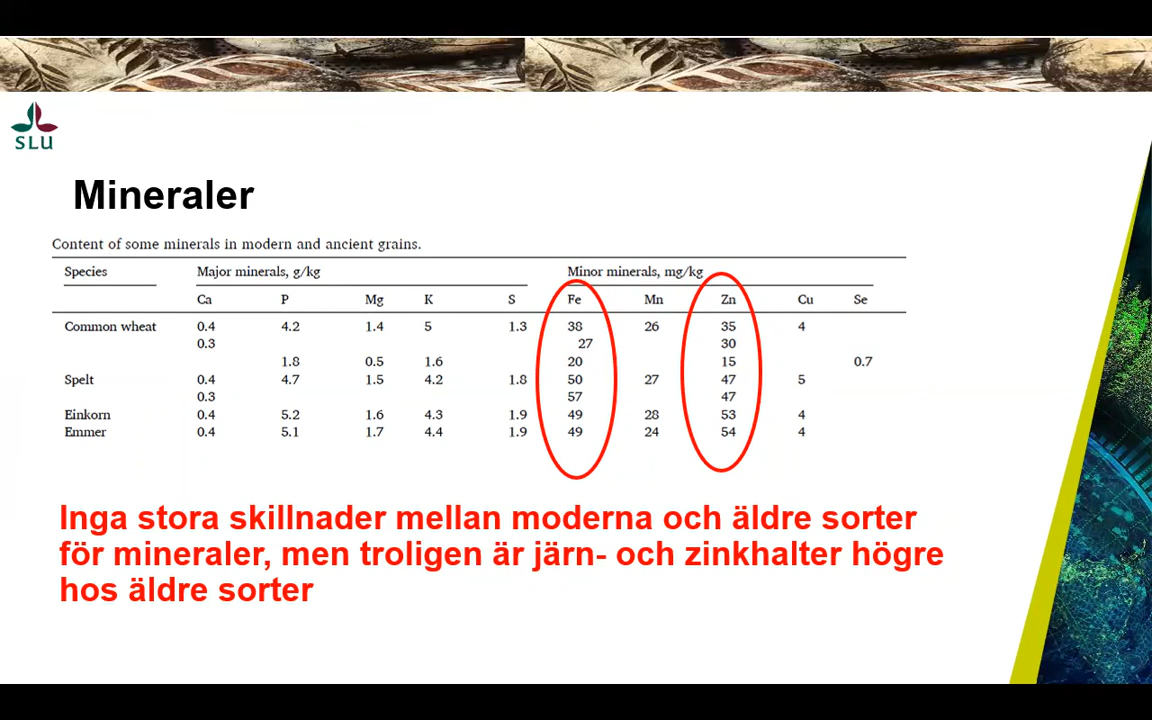 SLU
Mineraler
Content of some minerals in modern and ancient grains.
Species Major minerals, g/kg Minor minerals, mg/kg
Ca P Mg K S Fe Mn Zn Cu Se
Common wheat 0.4 4.2 1.4 5 1.3 38 26 35 4
0.3 27 30
1.8 0.5 1.6 20 15 0.7
Spelt 0.4 4.7 1.5 4.2 1.8 50 27 47 5
0.3 57 47
Einkorn 0.4 5.2 1.6 4.3 1.9 49 28 53 4
Emmer 0.4 5.1 1.7 4.4 1.9 49 24 54 4
Inga stora skillnader mellan moderna och äldre sorter
för mineraler, men troligen är järn- och zinkhalter högre
hos äldre sorter